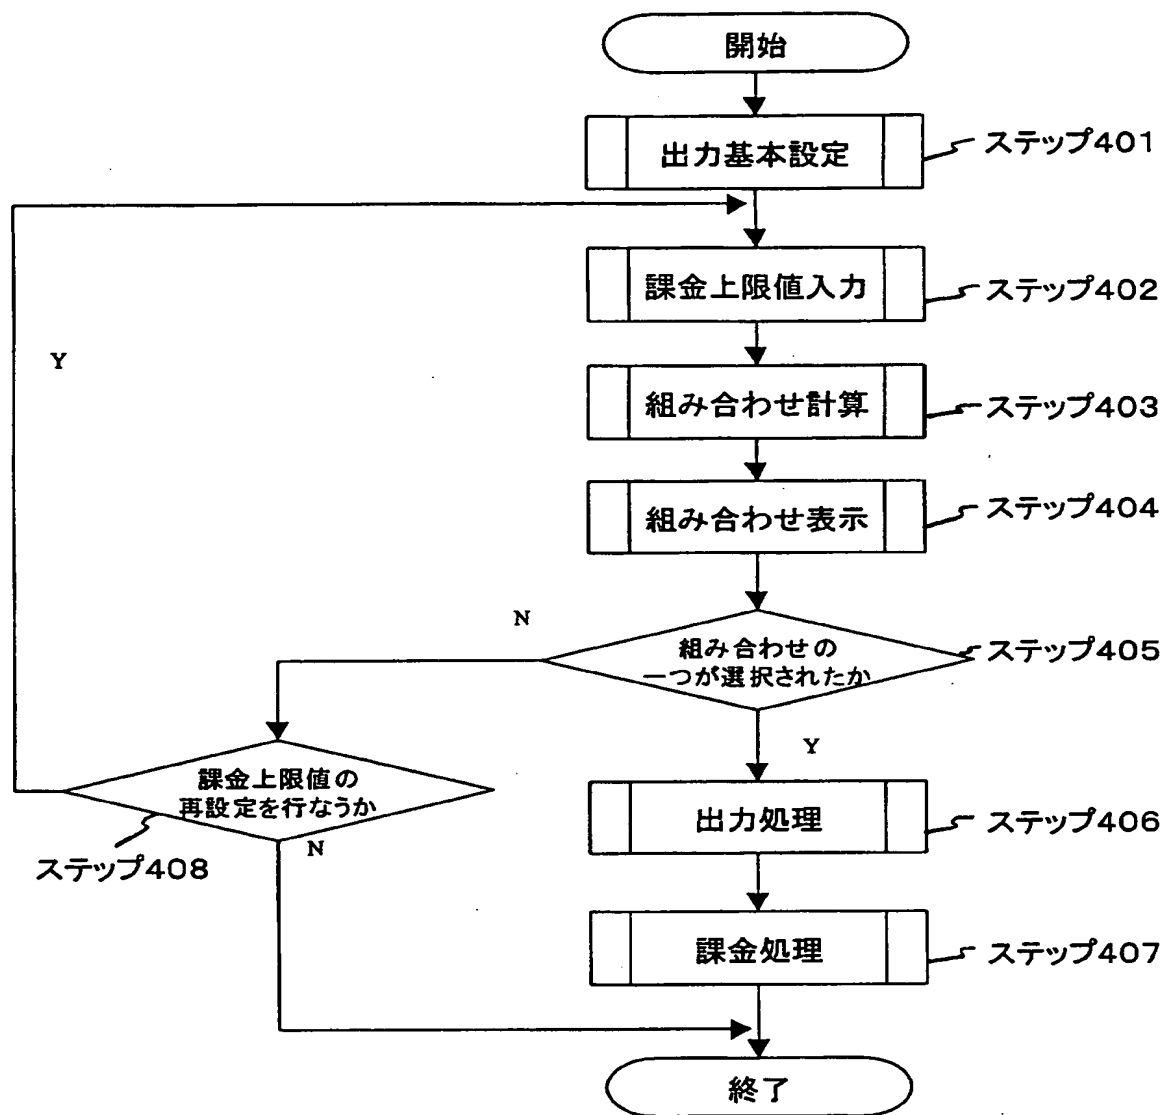 開始
出力基本設定
ステップ401
課金上限値入力
ステップ402
Y
組み合わせ計算
ステップ403
組み合わせ表示
ステップ404
N
組み合わせの
一つが選択されたか
ステップ405
Y
課金上限値の
再設定を行なうか
ステップ408
N
出力処理
ステップ406
課金処理
ステップ407
終了